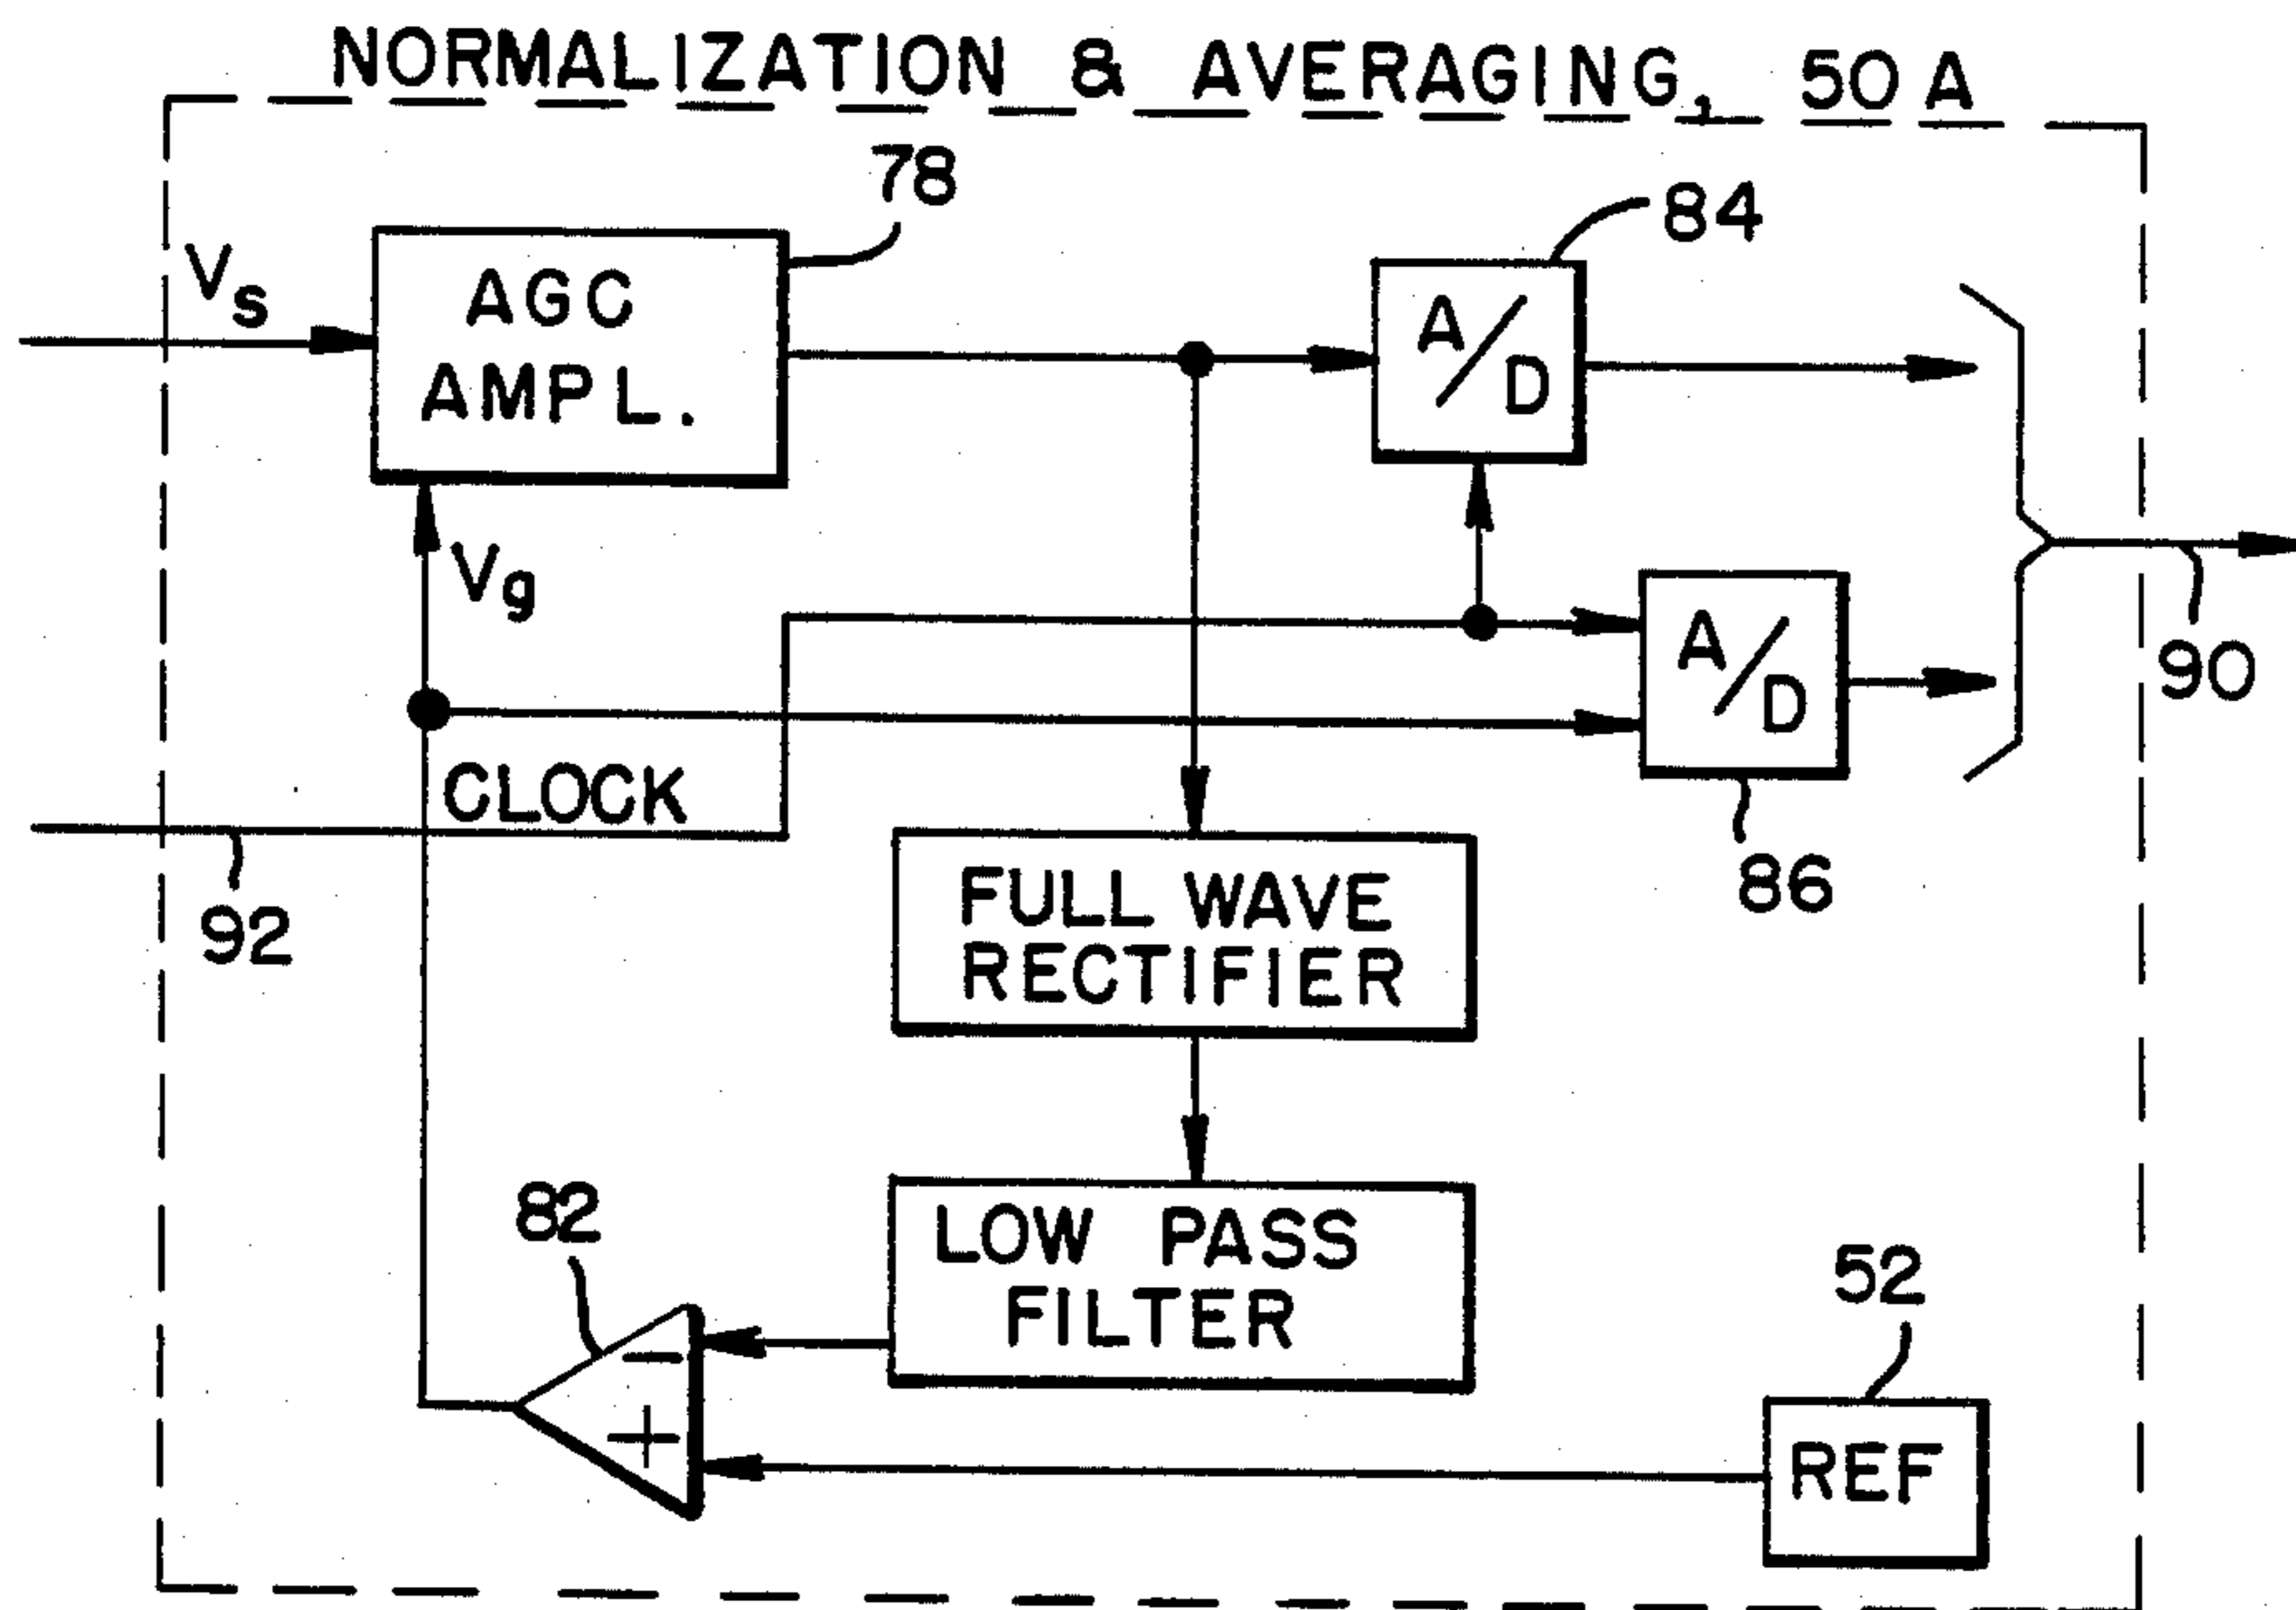 NORMALIZATION & AVERAGING, 50 A
78
84
Vs
AGC
AMPL.
A/D
Vg
A/D
90
CLOCK
86
92
FULL WAVE
RECTIFIER
82
LOW PASS
FILTER
52
−
+
REF